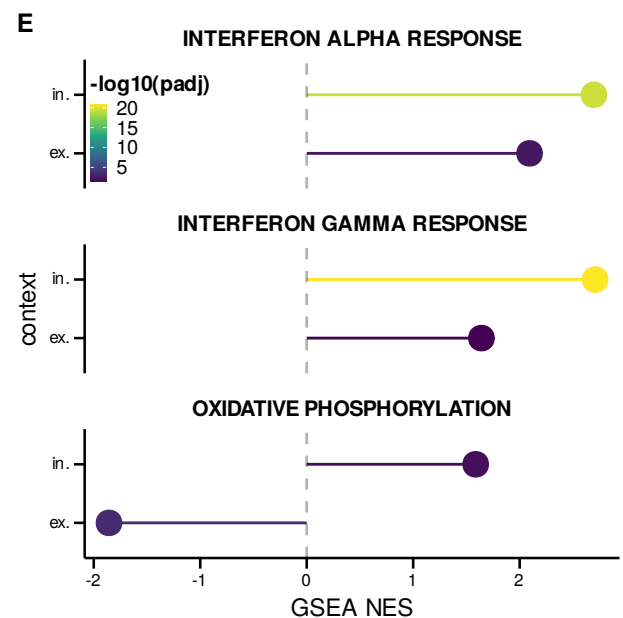 E
INTERFERON ALPHA RESPONSE
-log10(padj)
20
15
10
5
in.
ex.
INTERFERON GAMMA RESPONSE
in.
ex.
context
OXIDATIVE PHOSPHORYLATION
in.
ex.
-2 -1 0 1 2
GSEA NES